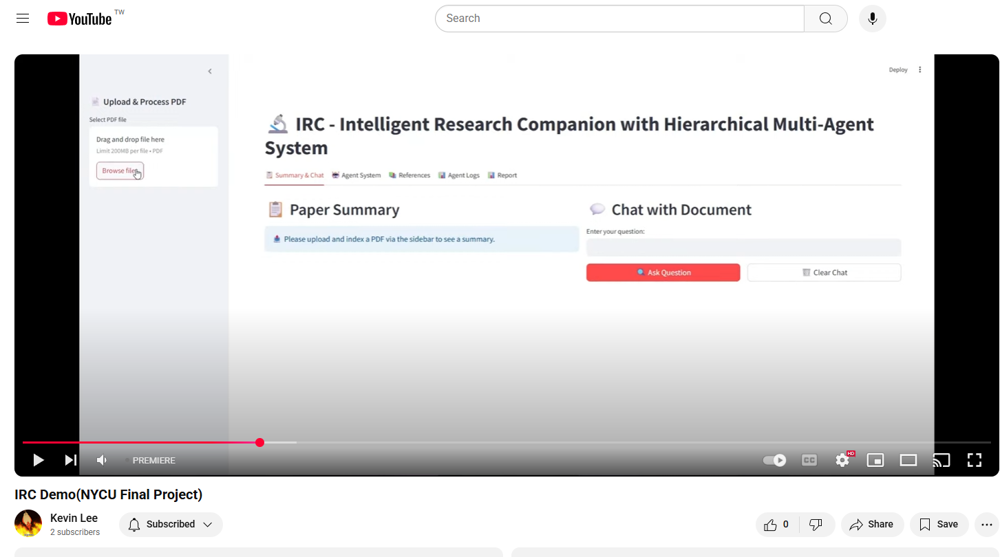 YouTube TW
Search
Deploy
Upload & Process PDF
Select PDF file
Drag and drop file here
Limit 200MB per file • PDF
Browse files
IRC - Intelligent Research Companion with Hierarchical Multi-Agent
System
Summary & Chat Agent System References Agent Logs Report
Paper Summary
Please upload and index a PDF via the sidebar to see a summary.
Chat with Document
Enter your question:
Ask Question Clear Chat
PREMIERE
CC HD
IRC Demo(NYCU Final Project)
Kevin Lee
2 subscribers
Subscribed
0 Share Save